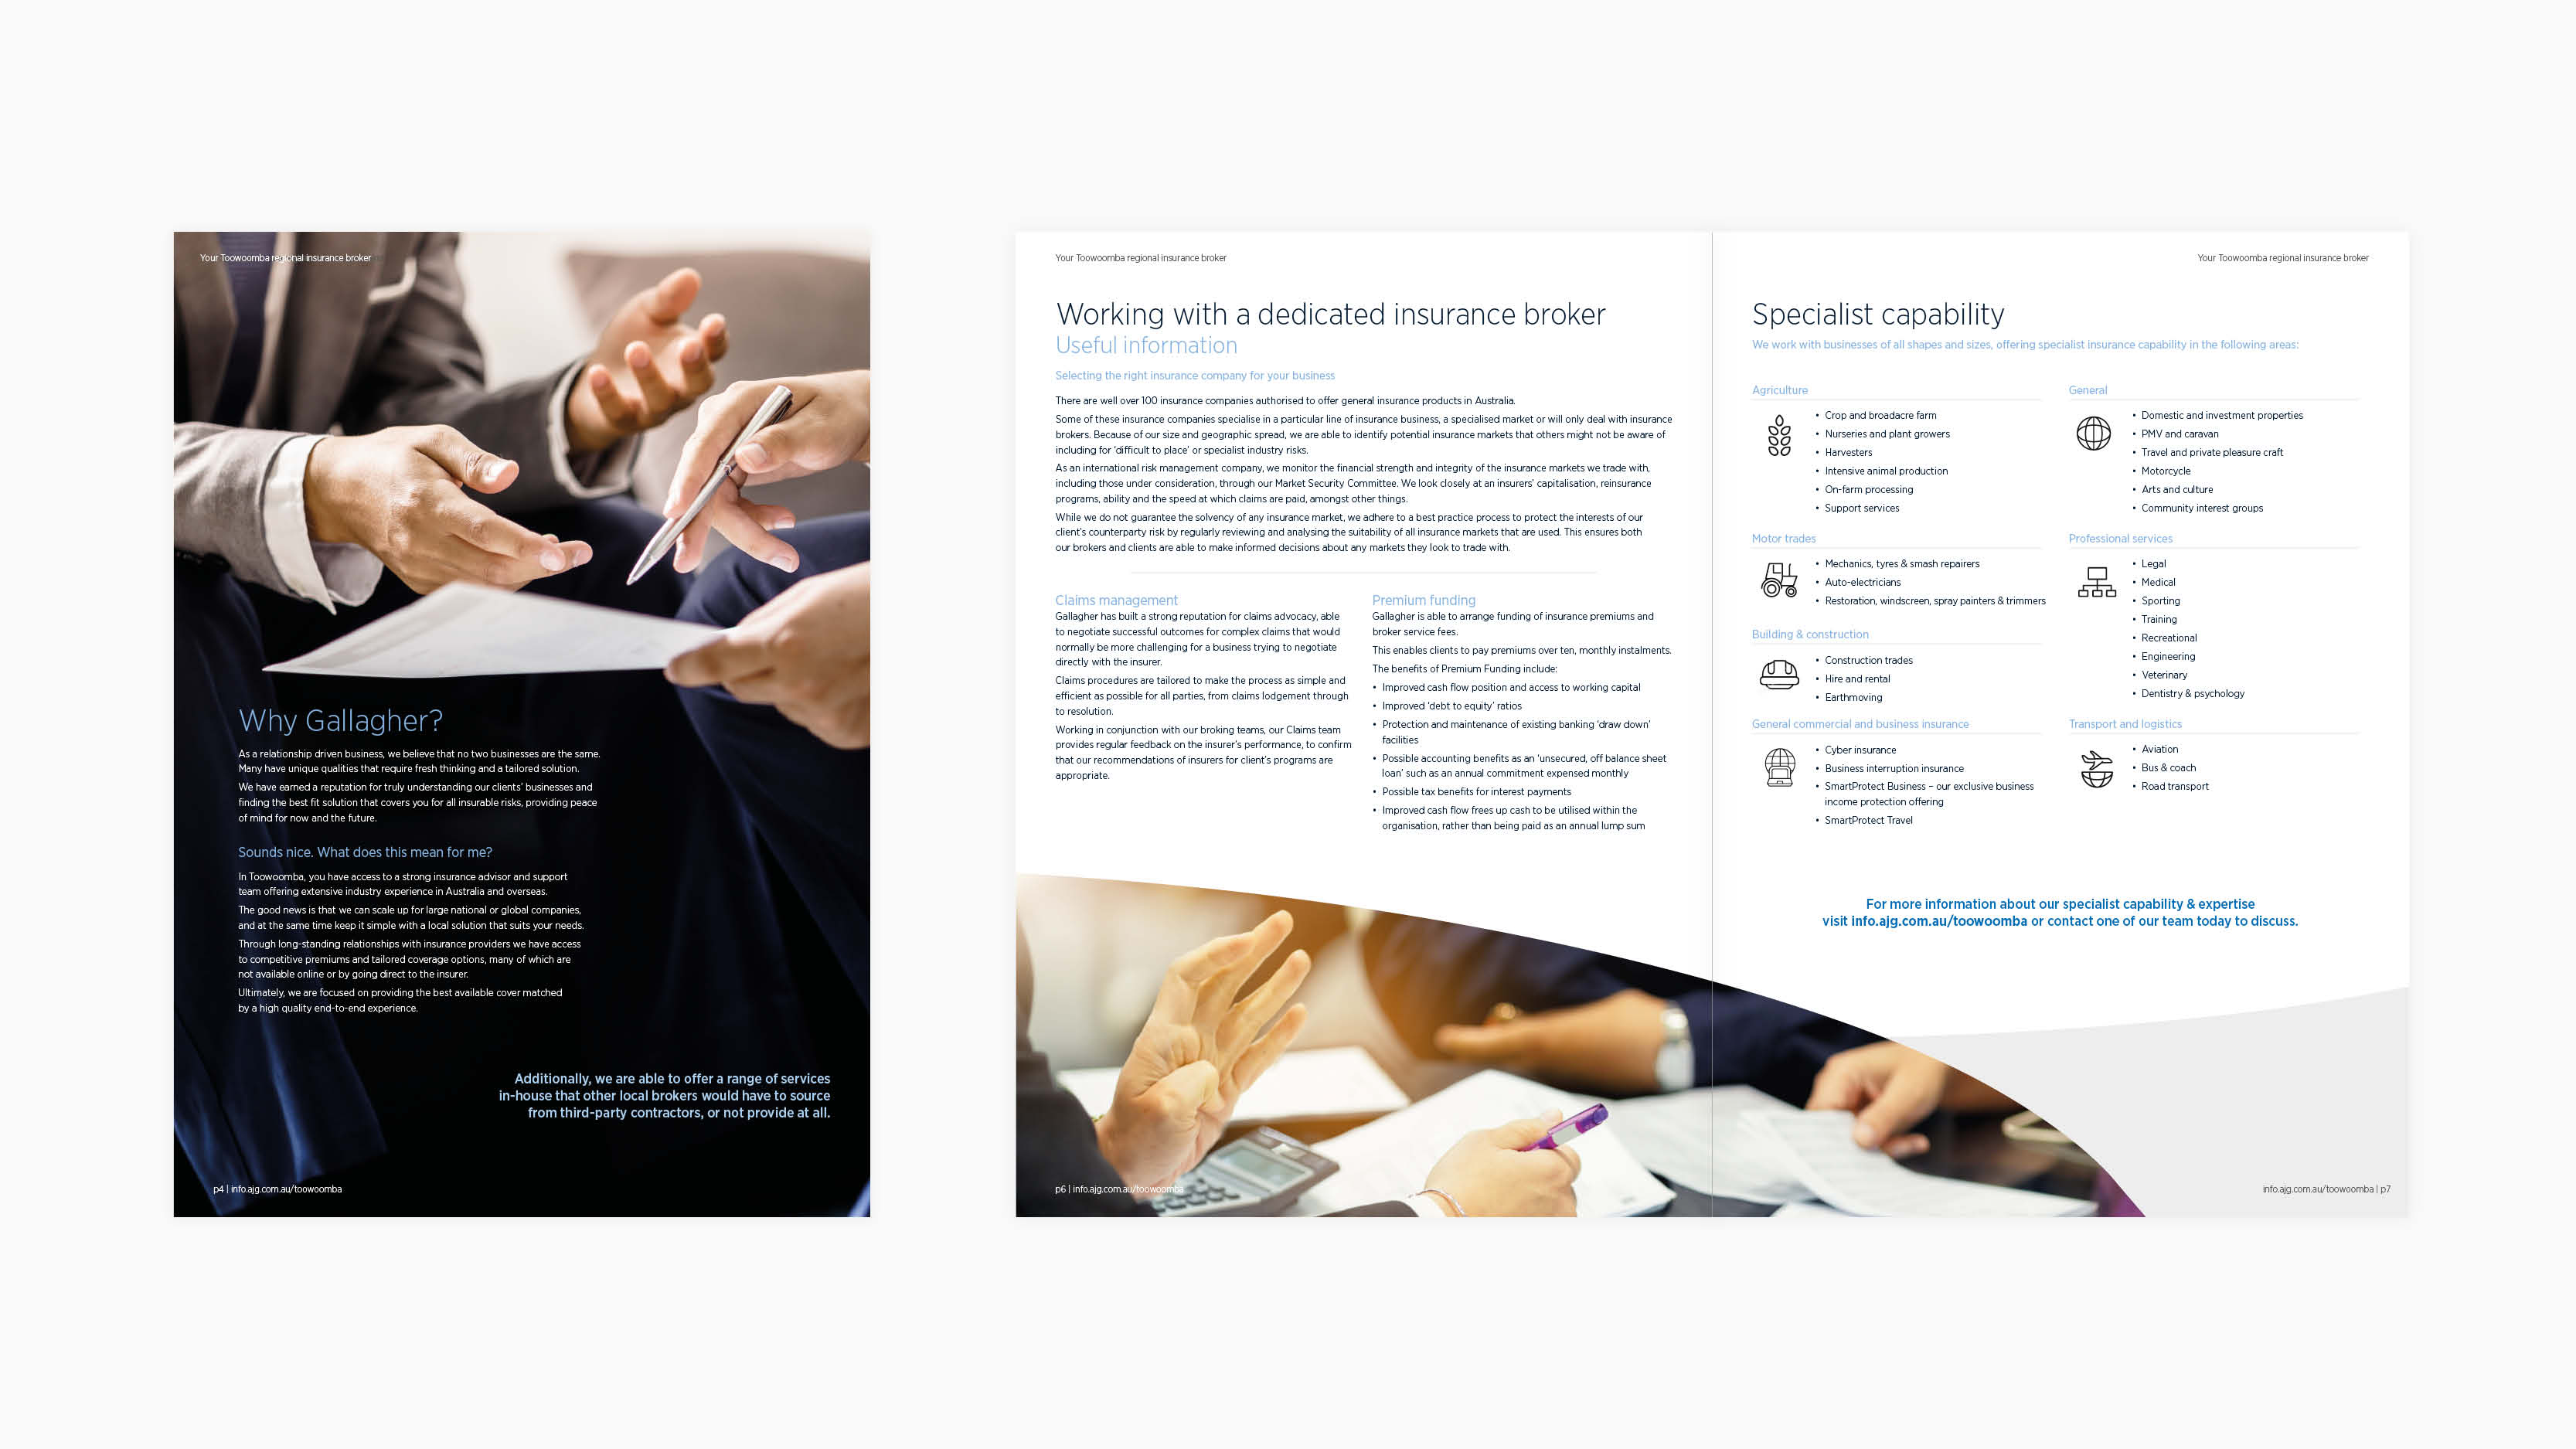 Your Toowoomba regional insurance broker
Why Gallagher?
As a relationship driven business, we believe that no two businesses are the same.
Many have unique qualities that require fresh thinking and a tailored solution.
We have earned a reputation for truly understanding our clients' businesses and
finding the best fit solution that covers you for all insurable risks, providing peace
of mind for now and the future.
Sounds nice. What does this mean for me?
In Toowoomba, you have access to a strong insurance advisor and support
team offering extensive industry experience in Australia and overseas.
The good news is that we can scale up for large national or global companies,
and at the same time keep it simple with a local solution that suits your needs.
Through long-standing relationships with insurance providers we have access
to competitive premiums and tailored coverage options, many of which are
not available online or by going direct to the insurer.
Ultimately, we are focused on providing the best available cover matched
by a high quality end-to-end experience.
Additionally, we are able to offer a range of services
in-house that other local brokers would have to source
from third-party contractors, or not provide at all.
p4 | info.ajg.com.au/toowoomba
Your Toowoomba regional insurance broker
Working with a dedicated insurance broker
Useful information
Selecting the right insurance company for your business
There are well over 100 insurance companies authorised to offer general insurance products in Australia.
Some of these insurance companies specialise in a particular line of insurance business, a specialised market or will only deal with insurance
brokers. Because of our size and geographic spread, we are able to identify potential insurance markets that others might not be aware of
including for 'difficult to place' or specialist industry risks.
As an international risk management company, we monitor the financial strength and integrity of the insurance markets we trade with,
including those under consideration, through our Market Security Committee. We look closely at an insurers' capitalisation, reinsurance
programs, ability and the speed at which claims are paid, amongst other things.
While we do not guarantee the solvency of any insurance market, we adhere to a best practice process to protect the interests of our
client's counterparty risk by regularly reviewing and analysing the suitability of all insurance markets that are used. This ensures both
our brokers and clients are able to make informed decisions about any markets they look to trade with.
Claims management
Gallagher has built a strong reputation for claims advocacy, able
to negotiate successful outcomes for complex claims that would
normally be more challenging for a business trying to negotiate
directly with the insurer.
Claims procedures are tailored to make the process as simple and
efficient as possible for all parties, from claims lodgement through
to resolution.
Working in conjunction with our broking teams, our Claims team
provides regular feedback on the insurer's performance, to confirm
that our recommendations of insurers for client's programs are
appropriate.
Premium funding
Gallagher is able to arrange funding of insurance premiums and
broker service fees.
This enables clients to pay premiums over ten, monthly instalments.
The benefits of Premium Funding include:
• Improved cash flow position and access to working capital
• Improved 'debt to equity' ratios
• Protection and maintenance of existing banking 'draw down'
facilities
• Possible accounting benefits as an 'unsecured, off balance sheet
loan' such as an annual commitment expensed monthly
• Possible tax benefits for interest payments
• Improved cash flow frees up cash to be utilised within the
organisation, rather than being paid as an annual lump sum
p6 | info.ajg.com.au/toowoomba
Your Toowoomba regional insurance broker
Specialist capability
We work with businesses of all shapes and sizes, offering specialist insurance capability in the following areas:
Agriculture
• Crop and broadacre farm
• Nurseries and plant growers
• Harvesters
• Intensive animal production
• On-farm processing
• Support services
Motor trades
• Mechanics, tyres & smash repairers
• Auto-electricians
• Restoration, windscreen, spray painters & trimmers
Building & construction
• Construction trades
• Hire and rental
• Earthmoving
General commercial and business insurance
• Cyber insurance
• Business interruption insurance
• SmartProtect Business – our exclusive business
income protection offering
• SmartProtect Travel
General
• Domestic and investment properties
• PMV and caravan
• Travel and private pleasure craft
• Motorcycle
• Arts and culture
• Community interest groups
Professional services
• Legal
• Medical
• Sporting
• Training
• Recreational
• Engineering
• Veterinary
• Dentistry & psychology
Transport and logistics
• Aviation
• Bus & coach
• Road transport
For more information about our specialist capability & expertise
visit info.ajg.com.au/toowoomba or contact one of our team today to discuss.
info.ajg.com.au/toowoomba | p7